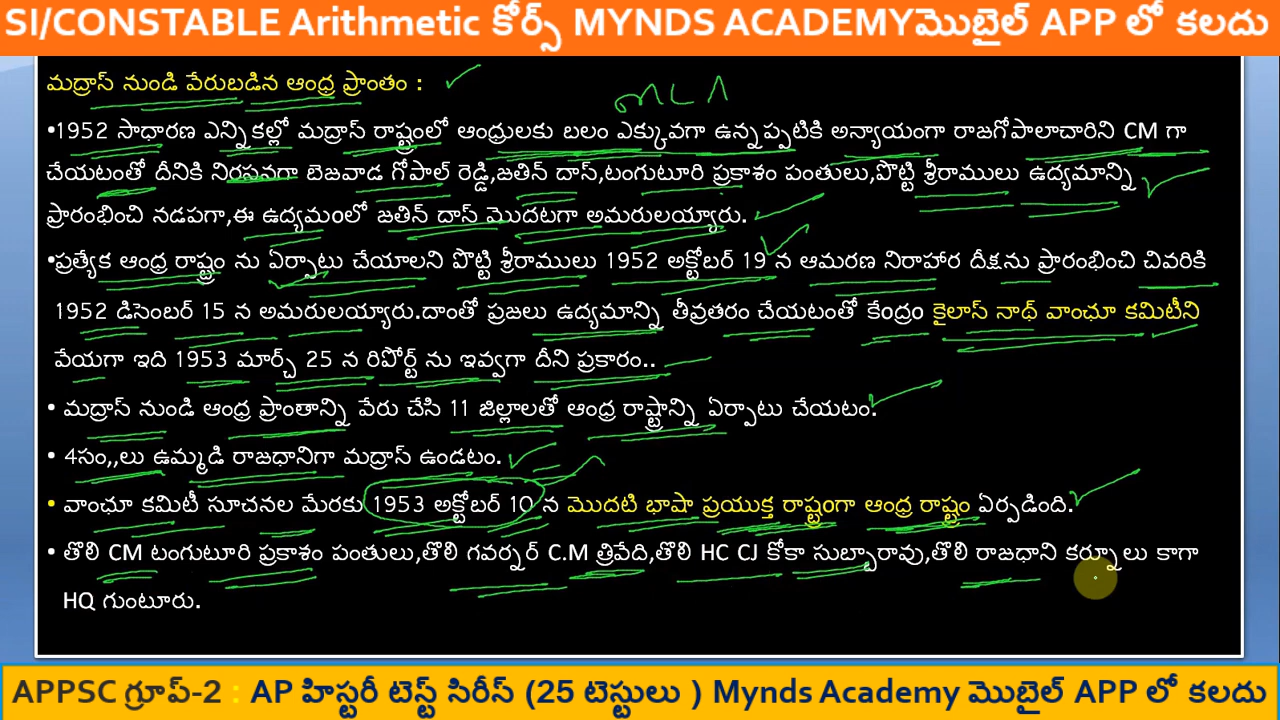 SI/CONSTABLE Arithmetic కోర్స్ MYNDS ACADEMYమొబైల్ APP లో కలదు
మద్రాస్ నుండి వేరుబడిన ఆంధ్ర ప్రాంతం :
MLA
•1952 సాధారణ ఎన్నికల్లో మద్రాస్ రాష్ట్రంలో ఆంధ్రులకు బలం ఎక్కువగా ఉన్నప్పటికి అన్యాయంగా రాజగోపాలాచారిని CM గా
చేయటంతో దీనికి నిరసనగా బెజవాడ గోపాల్ రెడ్డి,జతిన్ దాస్,టంగుటూరి ప్రకాశం పంతులు,పొట్టి శ్రీరాములు ఉద్యమాన్ని
ప్రారంభించి నడపగా,ఈ ఉద్యమంలో జతిన్ దాస్ మొదటగా అమరులయ్యారు.
•ప్రత్యేక ఆంధ్ర రాష్ట్రం ను ఏర్పాటు చేయాలని పొట్టి శ్రీరాములు 1952 అక్టోబర్ 19 న ఆమరణ నిరాహార దీక్షను ప్రారంభించి చివరికి
1952 డిసెంబర్ 15 న అమరులయ్యారు.దాంతో ప్రజలు ఉద్యమాన్ని తీవ్రతరం చేయటంతో కేంద్రం కైలాస్ నాథ్ వాంఛూ కమిటీని
వేయగా ఇది 1953 మార్చ్ 25 న రిపోర్ట్ ను ఇవ్వగా దీని ప్రకారం..
• మద్రాస్ నుండి ఆంధ్ర ప్రాంతాన్ని వేరు చేసి 11 జిల్లాలతో ఆంధ్ర రాష్ట్రాన్ని ఏర్పాటు చేయటం.
• 4సం,,లు ఉమ్మడి రాజధానిగా మద్రాస్ ఉండటం.
• వాంఛూ కమిటీ సూచనల మేరకు 1953 అక్టోబర్ 10 న మొదటి భాషా ప్రయుక్త రాష్ట్రంగా ఆంధ్ర రాష్ట్రం ఏర్పడింది.
• తొలి CM టంగుటూరి ప్రకాశం పంతులు,తొలి గవర్నర్ C.M త్రివేది,తొలి HC CJ కోకా సుబ్బారావు,తొలి రాజధాని కర్నూలు కాగా
HQ గుంటూరు.
APPSC గ్రూప్-2 : AP హిస్టరీ టెస్ట్ సిరీస్ (25 టెస్టులు ) Mynds Academy మొబైల్ APP లో కలదు